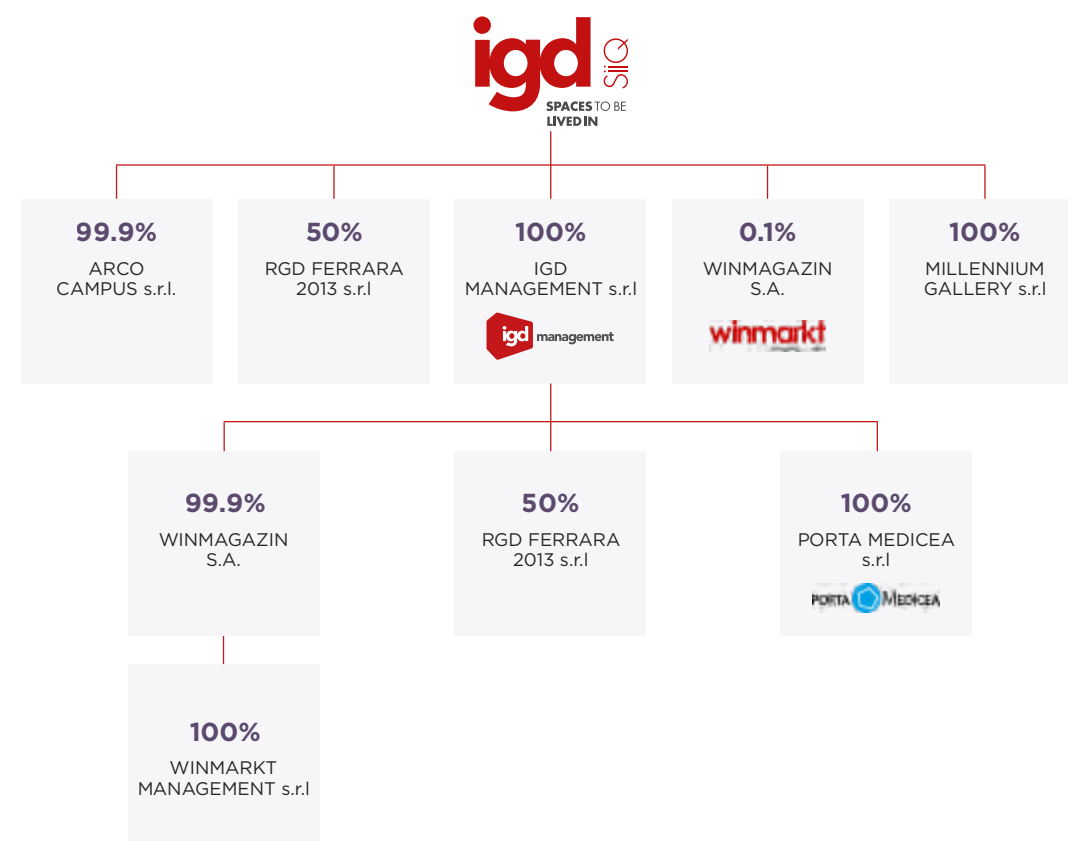 igd SIIQ
SPACES TO BE
LIVED IN
99.9%
ARCO
CAMPUS s.r.l.
50%
RGD FERRARA
2013 s.r.l
100%
IGD
MANAGEMENT s.r.l
igd management
0.1%
WINMAGAZIN
S.A.
winmarkt
100%
MILLENNIUM
GALLERY s.r.l
99.9%
WINMAGAZIN
S.A.
50%
RGD FERRARA
2013 s.r.l
100%
PORTA MEDICEA
s.r.l
PORTA MEDICEA
100%
WINMARKT
MANAGEMENT s.r.l